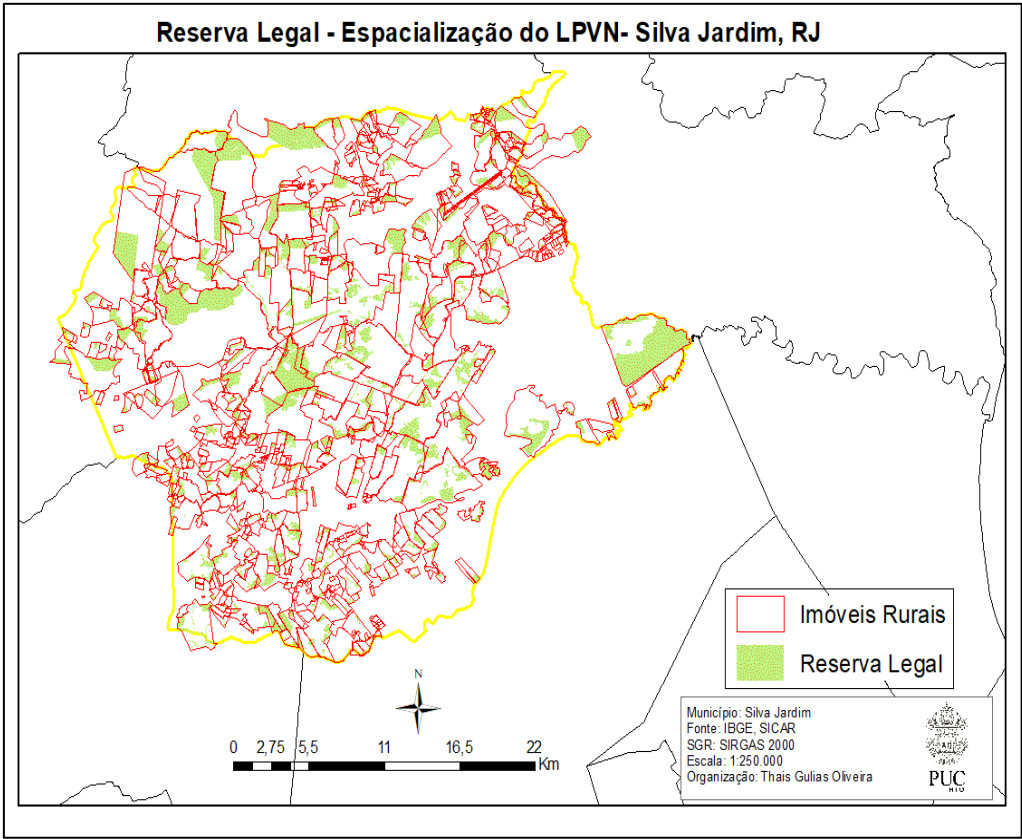 Reserva Legal - Espacialização do LPVN- Silva Jardim, RJ
Imóveis Rurais
Reserva Legal
N
0 2,75 5,5 11 16,5 22
Km
Município: Silva Jardim
Fonte: IBGE, SICAR
SGR: SIRGAS 2000
Escala: 1:250.000
Organização: Thais Gulias Oliveira
PUC
RIO